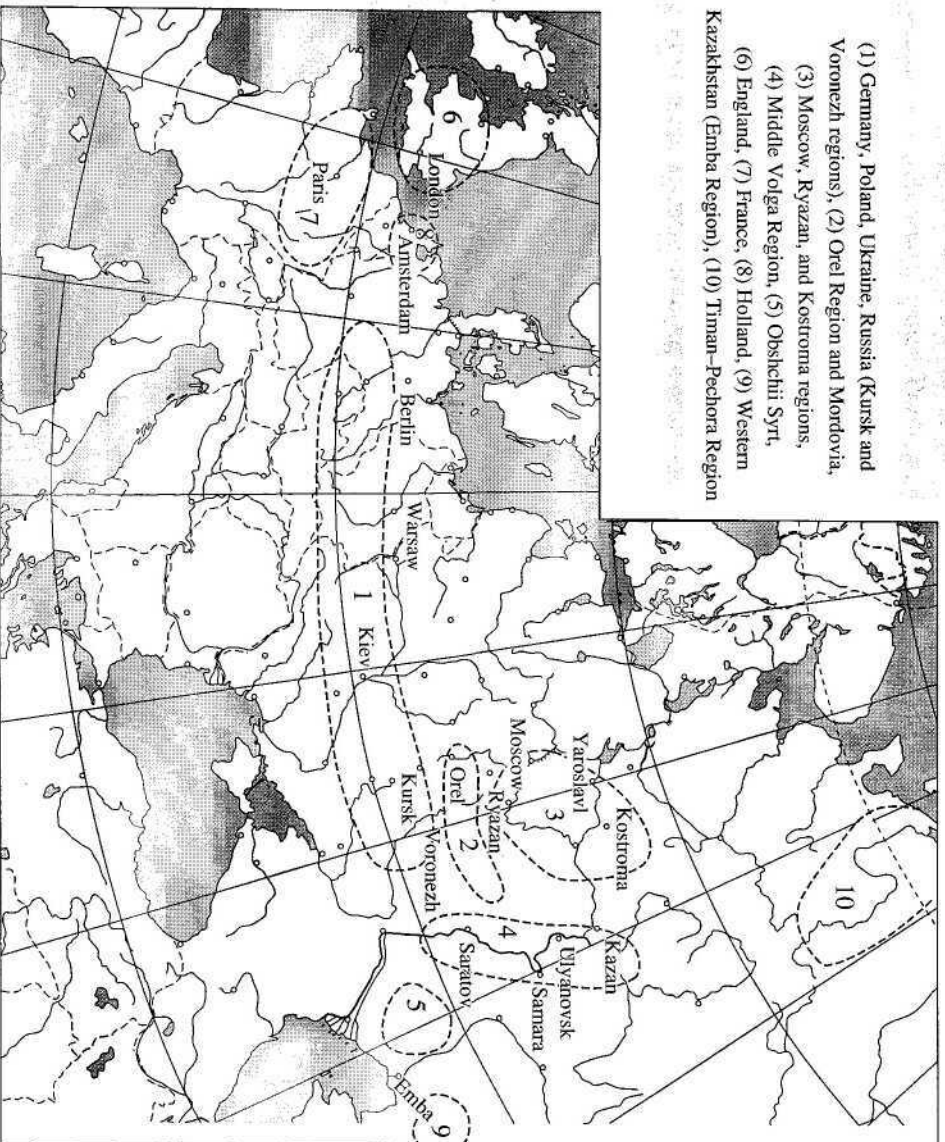 (1) Germany, Poland, Ukraine, Russia (Kursk and
Voronezh regions), (2) Orel Region and Mordovia,
(3) Moscow, Ryazan, and Kostroma regions,
(4) Middle Volga Region, (5) Obshchii Syrt,
(6) England, (7) France, (8) Holland, (9) Western
Kazakhstan (Emba Region), (10) Timan–Pechora Region
10
Kostroma
Yaroslavl
3
Moscow
Ryazan
Orel
2
Kazan
Ulyanovsk
Samara
4
Saratov
5
Emba
9
Voronezh
Kursk
Kiev
1
Warsaw
Berlin
6
London
8
Amsterdam
Paris
7